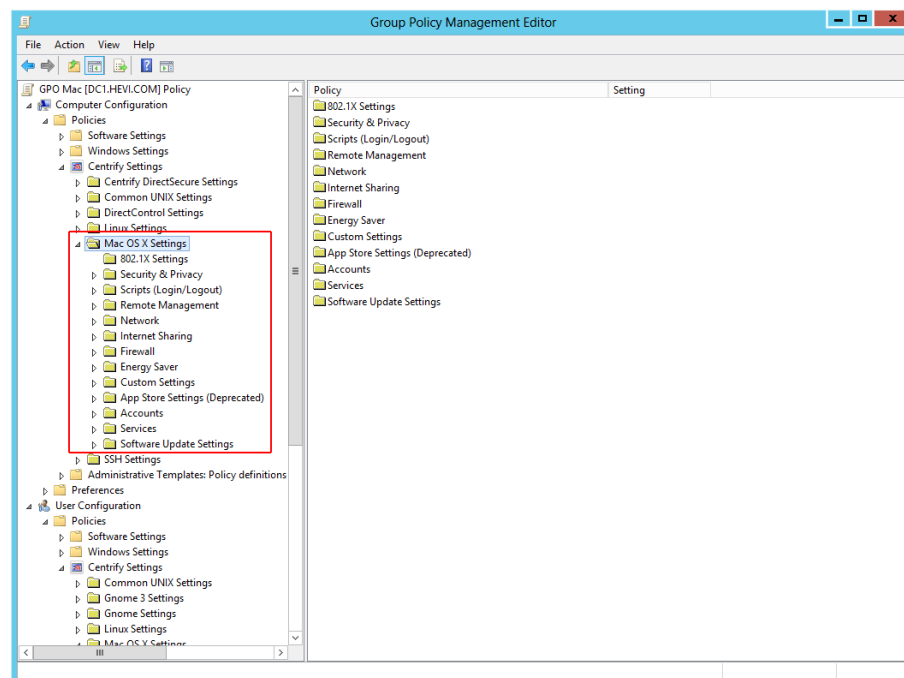 Group Policy Management Editor
File Action View Help
GPO Mac [DC1.HEVI.COM] Policy
Computer Configuration
Policies
Software Settings
Windows Settings
Centrify Settings
Centrify DirectSecure Settings
Common UNIX Settings
DirectControl Settings
Linux Settings
Mac OS X Settings
802.1X Settings
Security & Privacy
Scripts (Login/Logout)
Remote Management
Network
Internet Sharing
Firewall
Energy Saver
Custom Settings
App Store Settings (Deprecated)
Accounts
Services
Software Update Settings
SSH Settings
Administrative Templates: Policy definitions
Preferences
User Configuration
Policies
Software Settings
Windows Settings
Centrify Settings
Common UNIX Settings
Gnome 3 Settings
Gnome Settings
Linux Settings
Mac OS X Settings
Policy Setting
802.1X Settings
Security & Privacy
Scripts (Login/Logout)
Remote Management
Network
Internet Sharing
Firewall
Energy Saver
Custom Settings
App Store Settings (Deprecated)
Accounts
Services
Software Update Settings